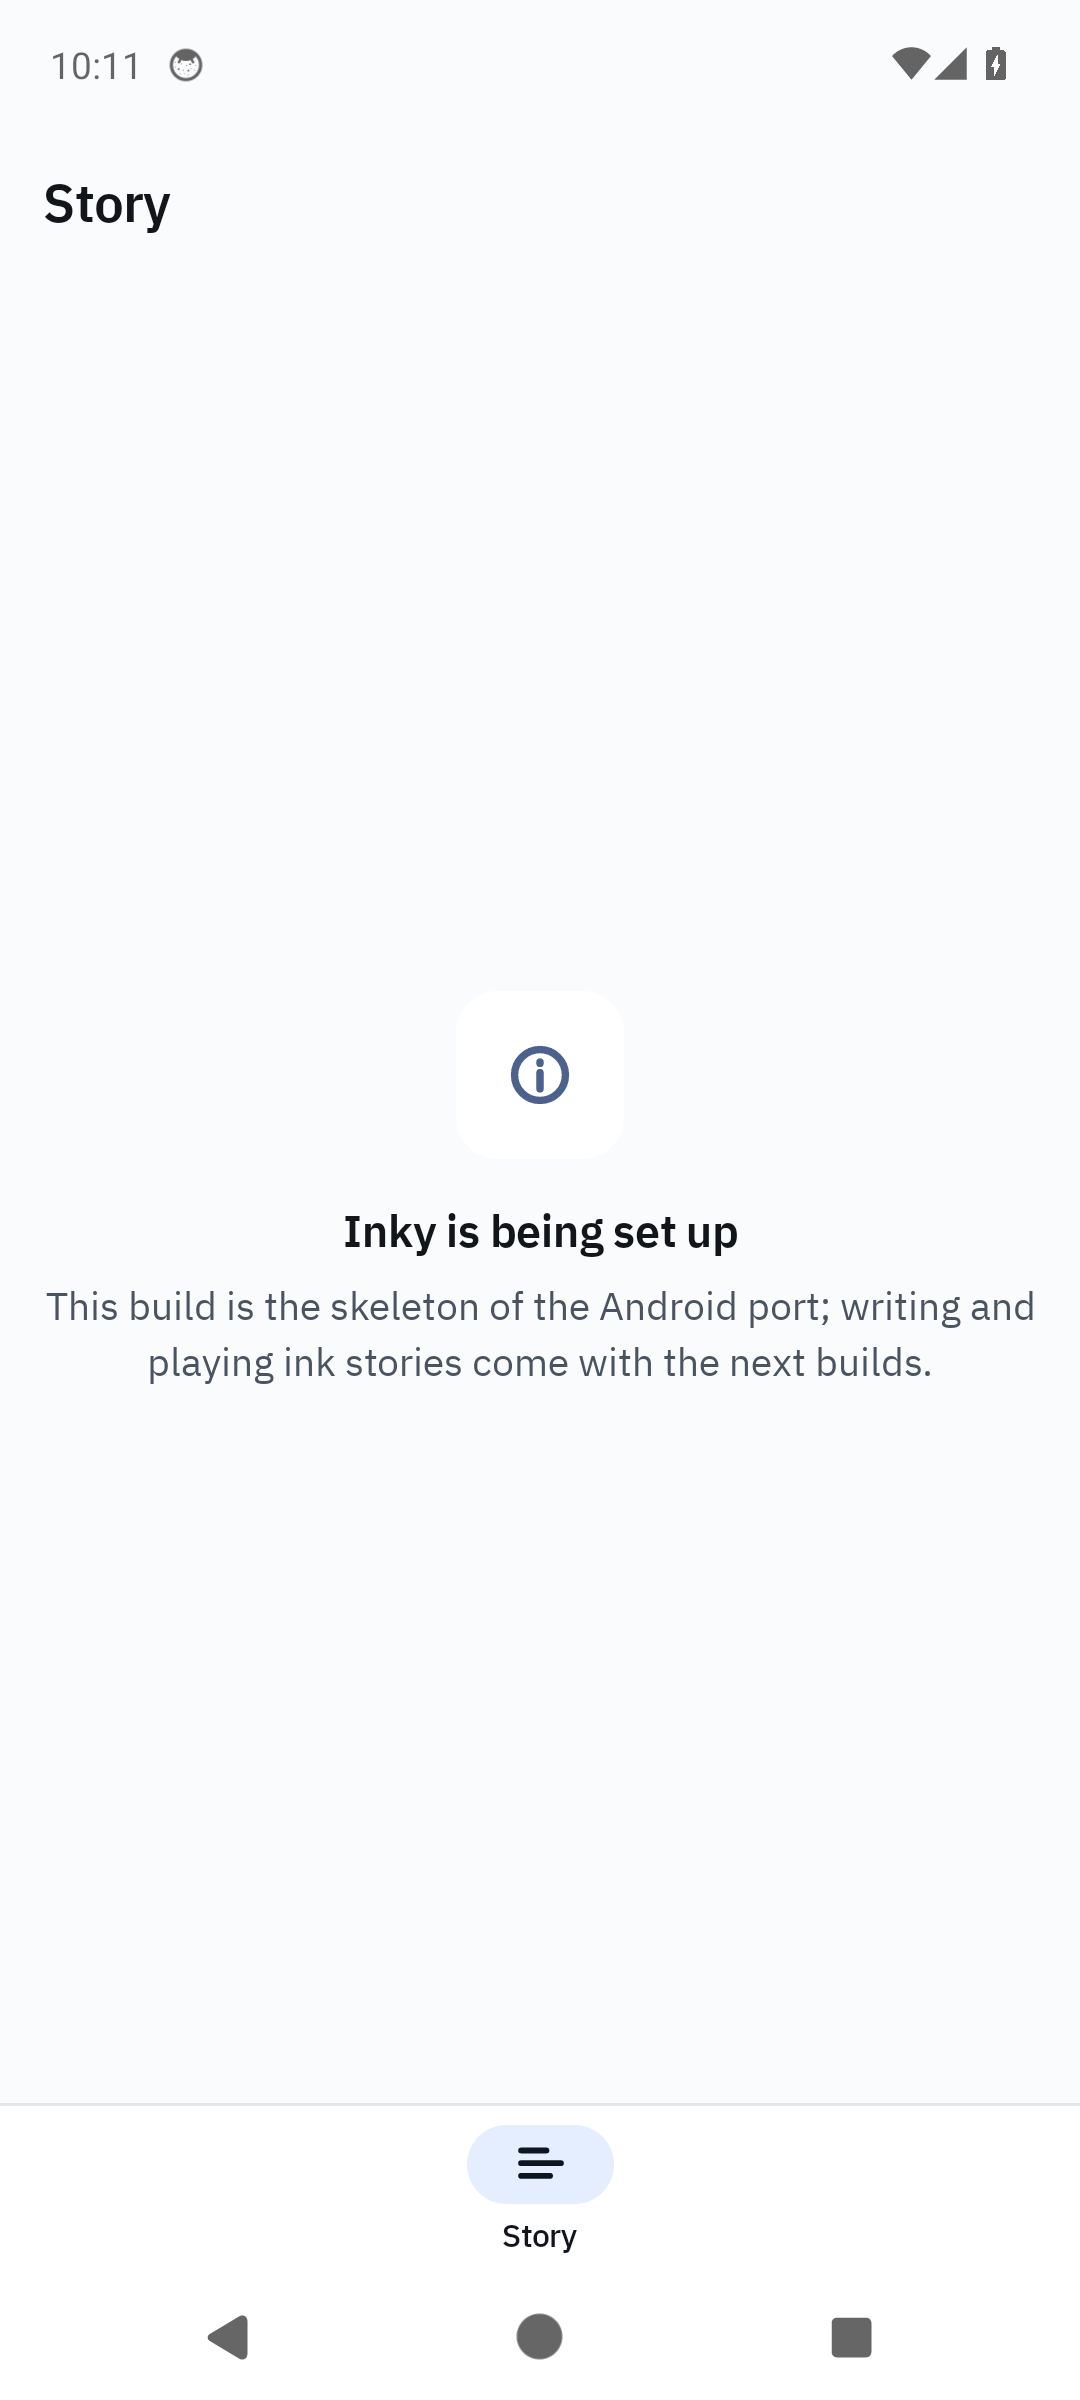 10:11
Story
Inky is being set up
This build is the skeleton of the Android port; writing and
playing ink stories come with the next builds.
Story